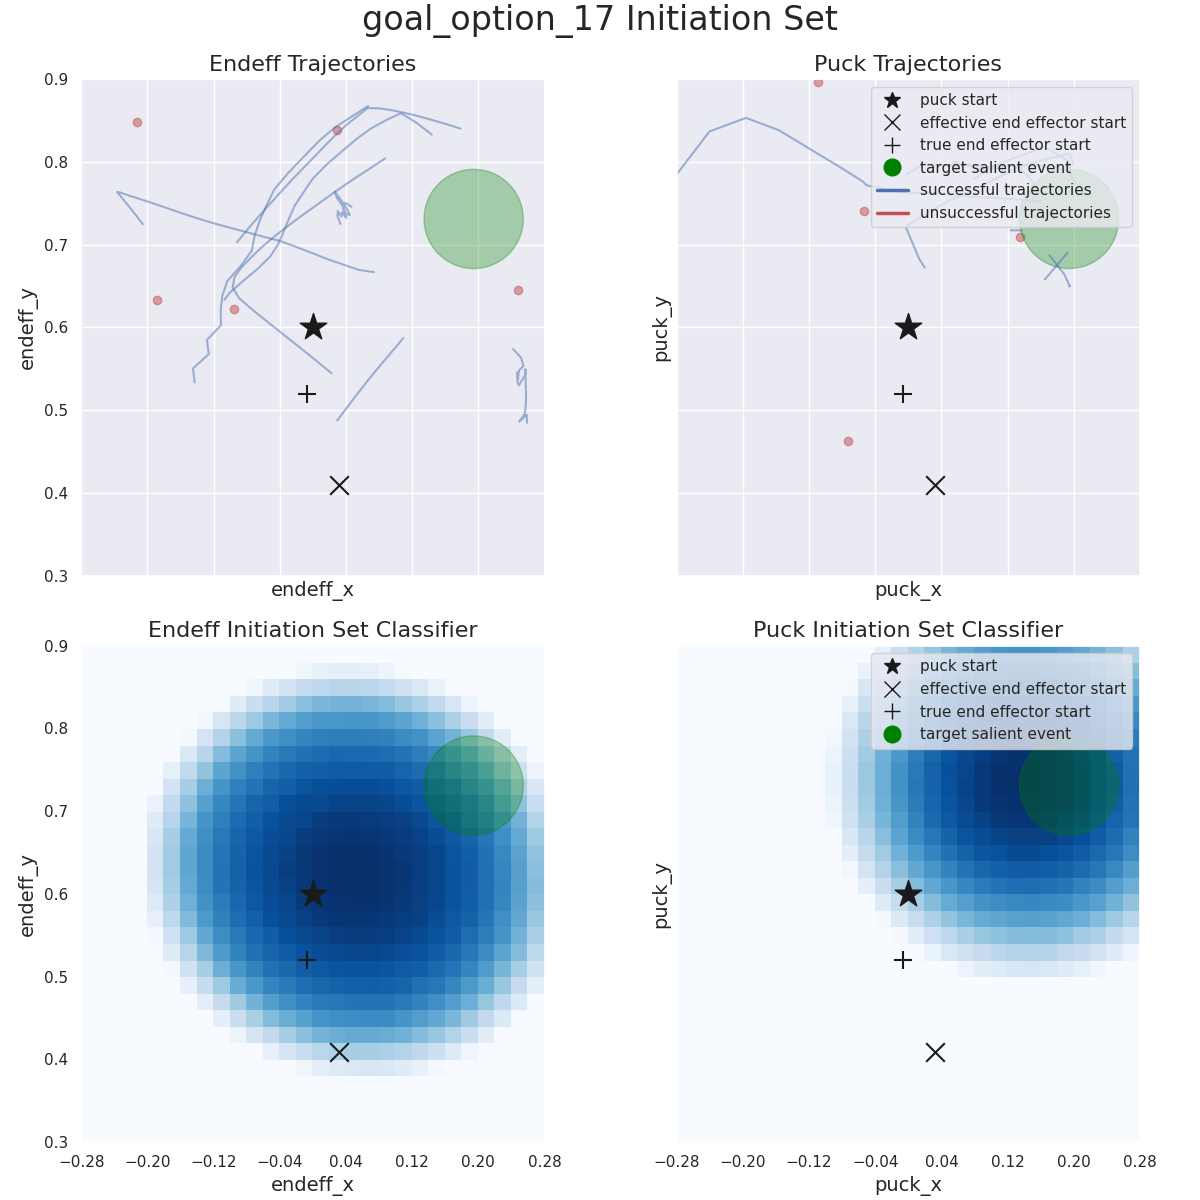 goal_option_17 Initiation Set
Endeff Trajectories
0.9
0.8
0.7
0.6
0.5
0.4
0.3
endeff_y
endeff_x
Puck Trajectories
puck start
effective end effector start
true end effector start
target salient event
successful trajectories
unsuccessful trajectories
puck_y
puck_x
Endeff Initiation Set Classifier
0.9
0.8
0.7
0.6
0.5
0.4
0.3
endeff_y
−0.28 −0.20 −0.12 −0.04 0.04 0.12 0.20 0.28
endeff_x
Puck Initiation Set Classifier
puck start
effective end effector start
true end effector start
target salient event
puck_y
−0.28 −0.20 −0.12 −0.04 0.04 0.12 0.20 0.28
puck_x